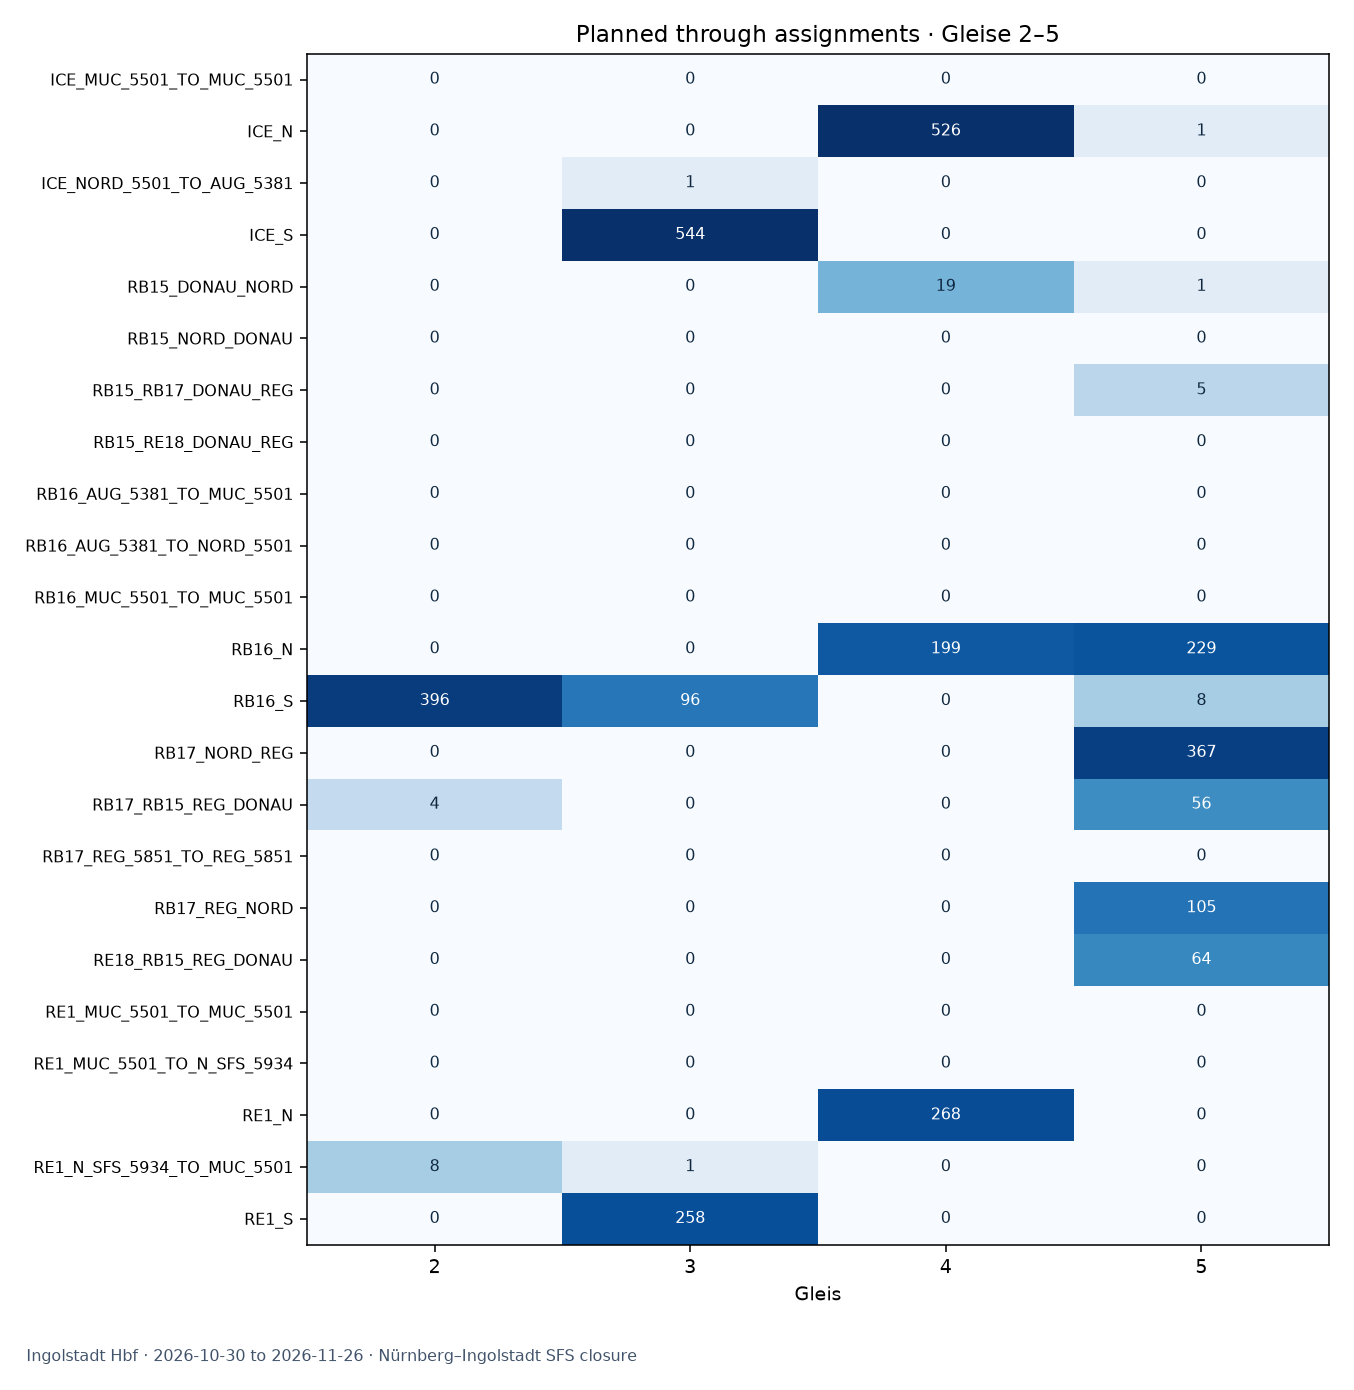 Planned through assignments · Gleise 2–5
ICE_MUC_5501_TO_MUC_5501 0 0 0 0
ICE_N 0 0 526 1
ICE_NORD_5501_TO_AUG_5381 0 1 0 0
ICE_S 0 544 0 0
RB15_DONAU_NORD 0 0 19 1
RB15_NORD_DONAU 0 0 0 0
RB15_RB17_DONAU_REG 0 0 0 5
RB15_RE18_DONAU_REG 0 0 0 0
RB16_AUG_5381_TO_MUC_5501 0 0 0 0
RB16_AUG_5381_TO_NORD_5501 0 0 0 0
RB16_MUC_5501_TO_MUC_5501 0 0 0 0
RB16_N 0 0 199 229
RB16_S 396 96 0 8
RB17_NORD_REG 0 0 0 367
RB17_RB15_REG_DONAU 4 0 0 56
RB17_REG_5851_TO_REG_5851 0 0 0 0
RB17_REG_NORD 0 0 0 105
RE18_RB15_REG_DONAU 0 0 0 64
RE1_MUC_5501_TO_MUC_5501 0 0 0 0
RE1_MUC_5501_TO_N_SFS_5934 0 0 0 0
RE1_N 0 0 268 0
RE1_N_SFS_5934_TO_MUC_5501 8 1 0 0
RE1_S 0 258 0 0
2 3 4 5
Gleis
Ingolstadt Hbf · 2026-10-30 to 2026-11-26 · Nürnberg–Ingolstadt SFS closure